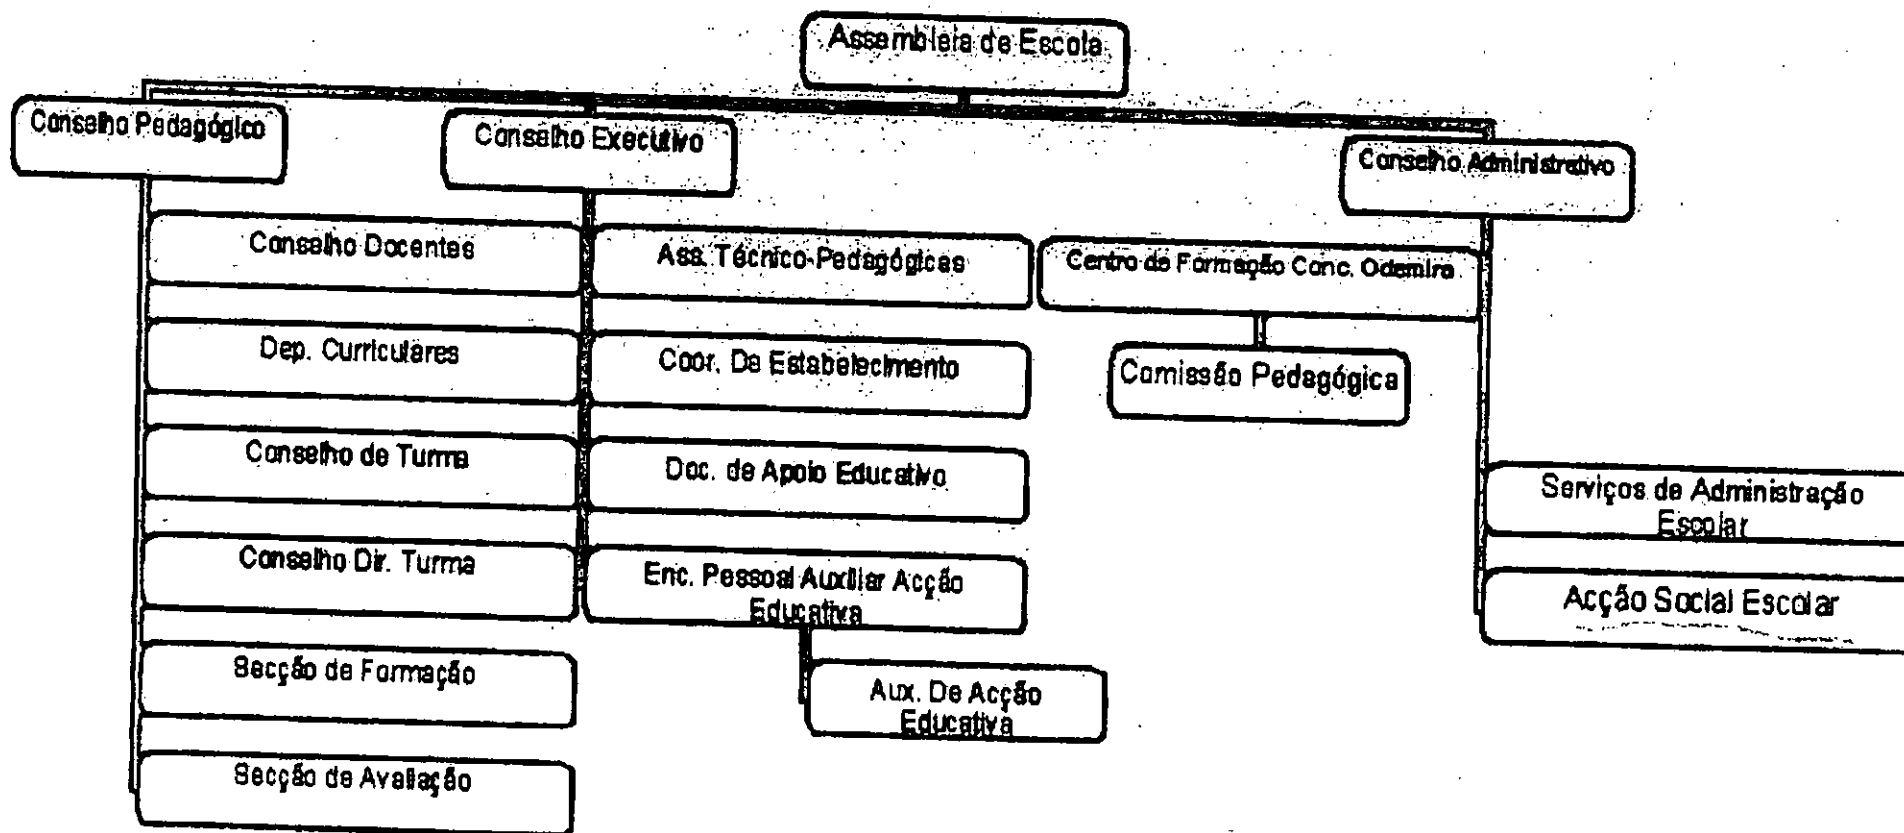 Assembleia de Escola
Conselho Pedagógico
Conselho Executivo
Conselho Administrativo
Conselho Docentes
Ass. Técnico-Pedagógicas
Centro de Formação Conc. Odemira
Dep. Curriculares
Coor. De Estabelecimento
Comissão Pedagógica
Conselho de Turma
Doc. de Apoio Educativo
Serviços de Administração
Escolar
Conselho Dir. Turma
Enc. Pessoal Auxiliar Acção
Educativa
Acção Social Escolar
Secção de Formação
Aux. De Acção
Educativa
Secção de Avaliação